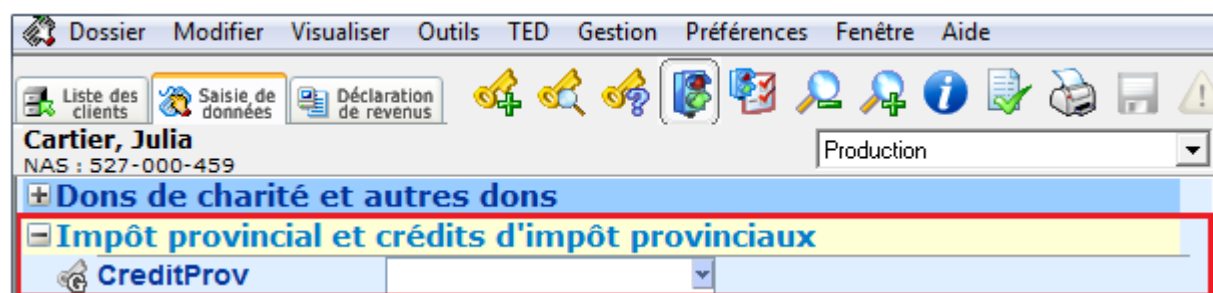 Dossier Modifier Visualiser Outils TED Gestion Préférences Fenêtre Aide
Liste des clients Saisie de données Déclaration de revenus
Cartier, Julia
NAS : 527-000-459
Production
Dons de charité et autres dons
Impôt provincial et crédits d'impôt provinciaux
CreditProv